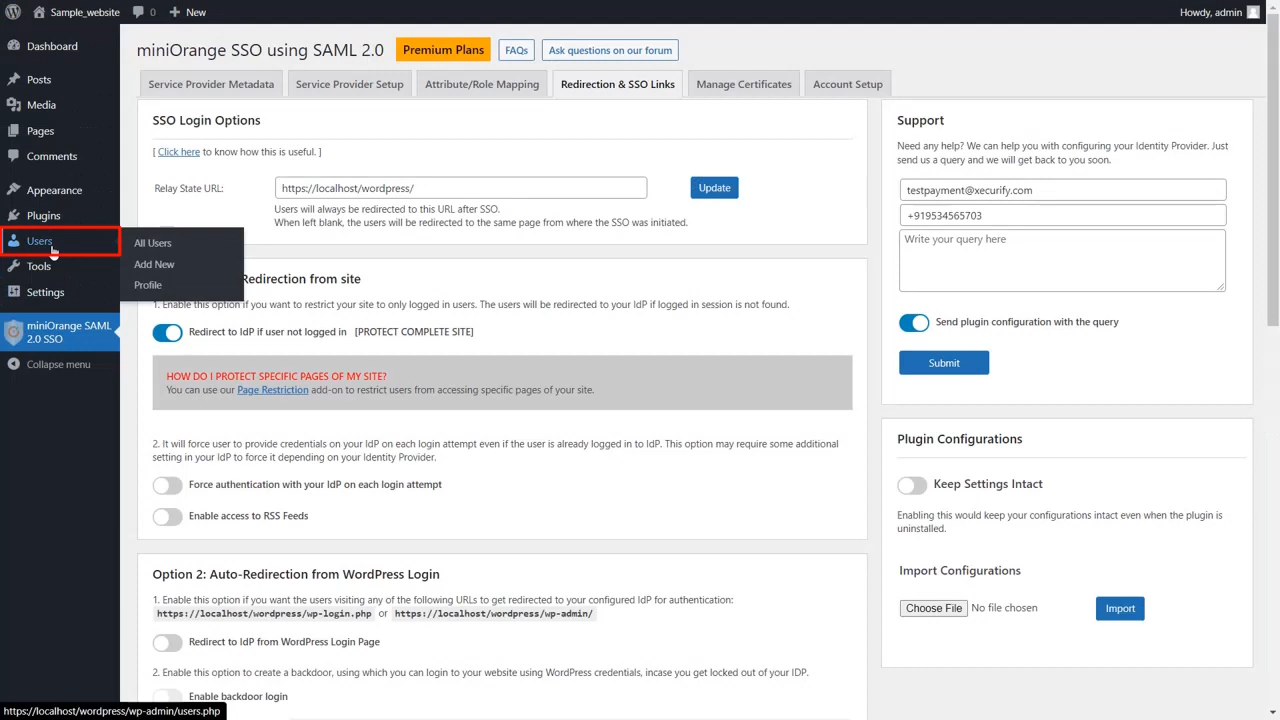 Sample_website
0
New
Howdy, admin
Dashboard
Posts
Media
Pages
Comments
Appearance
Plugins
Users
Tools
Settings
miniOrange SAML
2.0 SSO
Collapse menu
All Users
Add New
Profile
miniOrange SSO using SAML 2.0
Premium Plans
FAQs
Ask questions on our forum
Service Provider Metadata
Service Provider Setup
Attribute/Role Mapping
Redirection & SSO Links
Manage Certificates
Account Setup
SSO Login Options
[ Click here to know how this is useful. ]
Relay State URL:
https://localhost/wordpress/
Update
Users will always be redirected to this URL after SSO.
When left blank, the users will be redirected to the same page from where the SSO was initiated.
Redirection from site
1. Enable this option if you want to restrict your site to only logged in users. The users will be redirected to your IdP if logged in session is not found.
Redirect to IdP if user not logged in [PROTECT COMPLETE SITE]
HOW DO I PROTECT SPECIFIC PAGES OF MY SITE?
You can use our Page Restriction add-on to restrict users from accessing specific pages of your site.
2. It will force user to provide credentials on your IdP on each login attempt even if the user is already logged in to IdP. This option may require some additional
setting in your IdP to force it depending on your Identity Provider.
Force authentication with your IdP on each login attempt
Enable access to RSS Feeds
Option 2: Auto-Redirection from WordPress Login
1. Enable this option if you want the users visiting any of the following URLs to get redirected to your configured IdP for authentication:
https://localhost/wordpress/wp-login.php or https://localhost/wordpress/wp-admin/
Redirect to IdP from WordPress Login Page
2. Enable this option to create a backdoor, using which you can login to your website using WordPress credentials, incase you get locked out of your IDP.
Enable backdoor login
Support
Need any help? We can help you with configuring your Identity Provider. Just
send us a query and we will get back to you soon.
testpayment@xecurify.com
+919534565703
Write your query here
Send plugin configuration with the query
Submit
Plugin Configurations
Keep Settings Intact
Enabling this would keep your configurations intact even when the plugin is
uninstalled.
Import Configurations
Choose File No file chosen
Import
https://localhost/wordpress/wp-admin/users.php